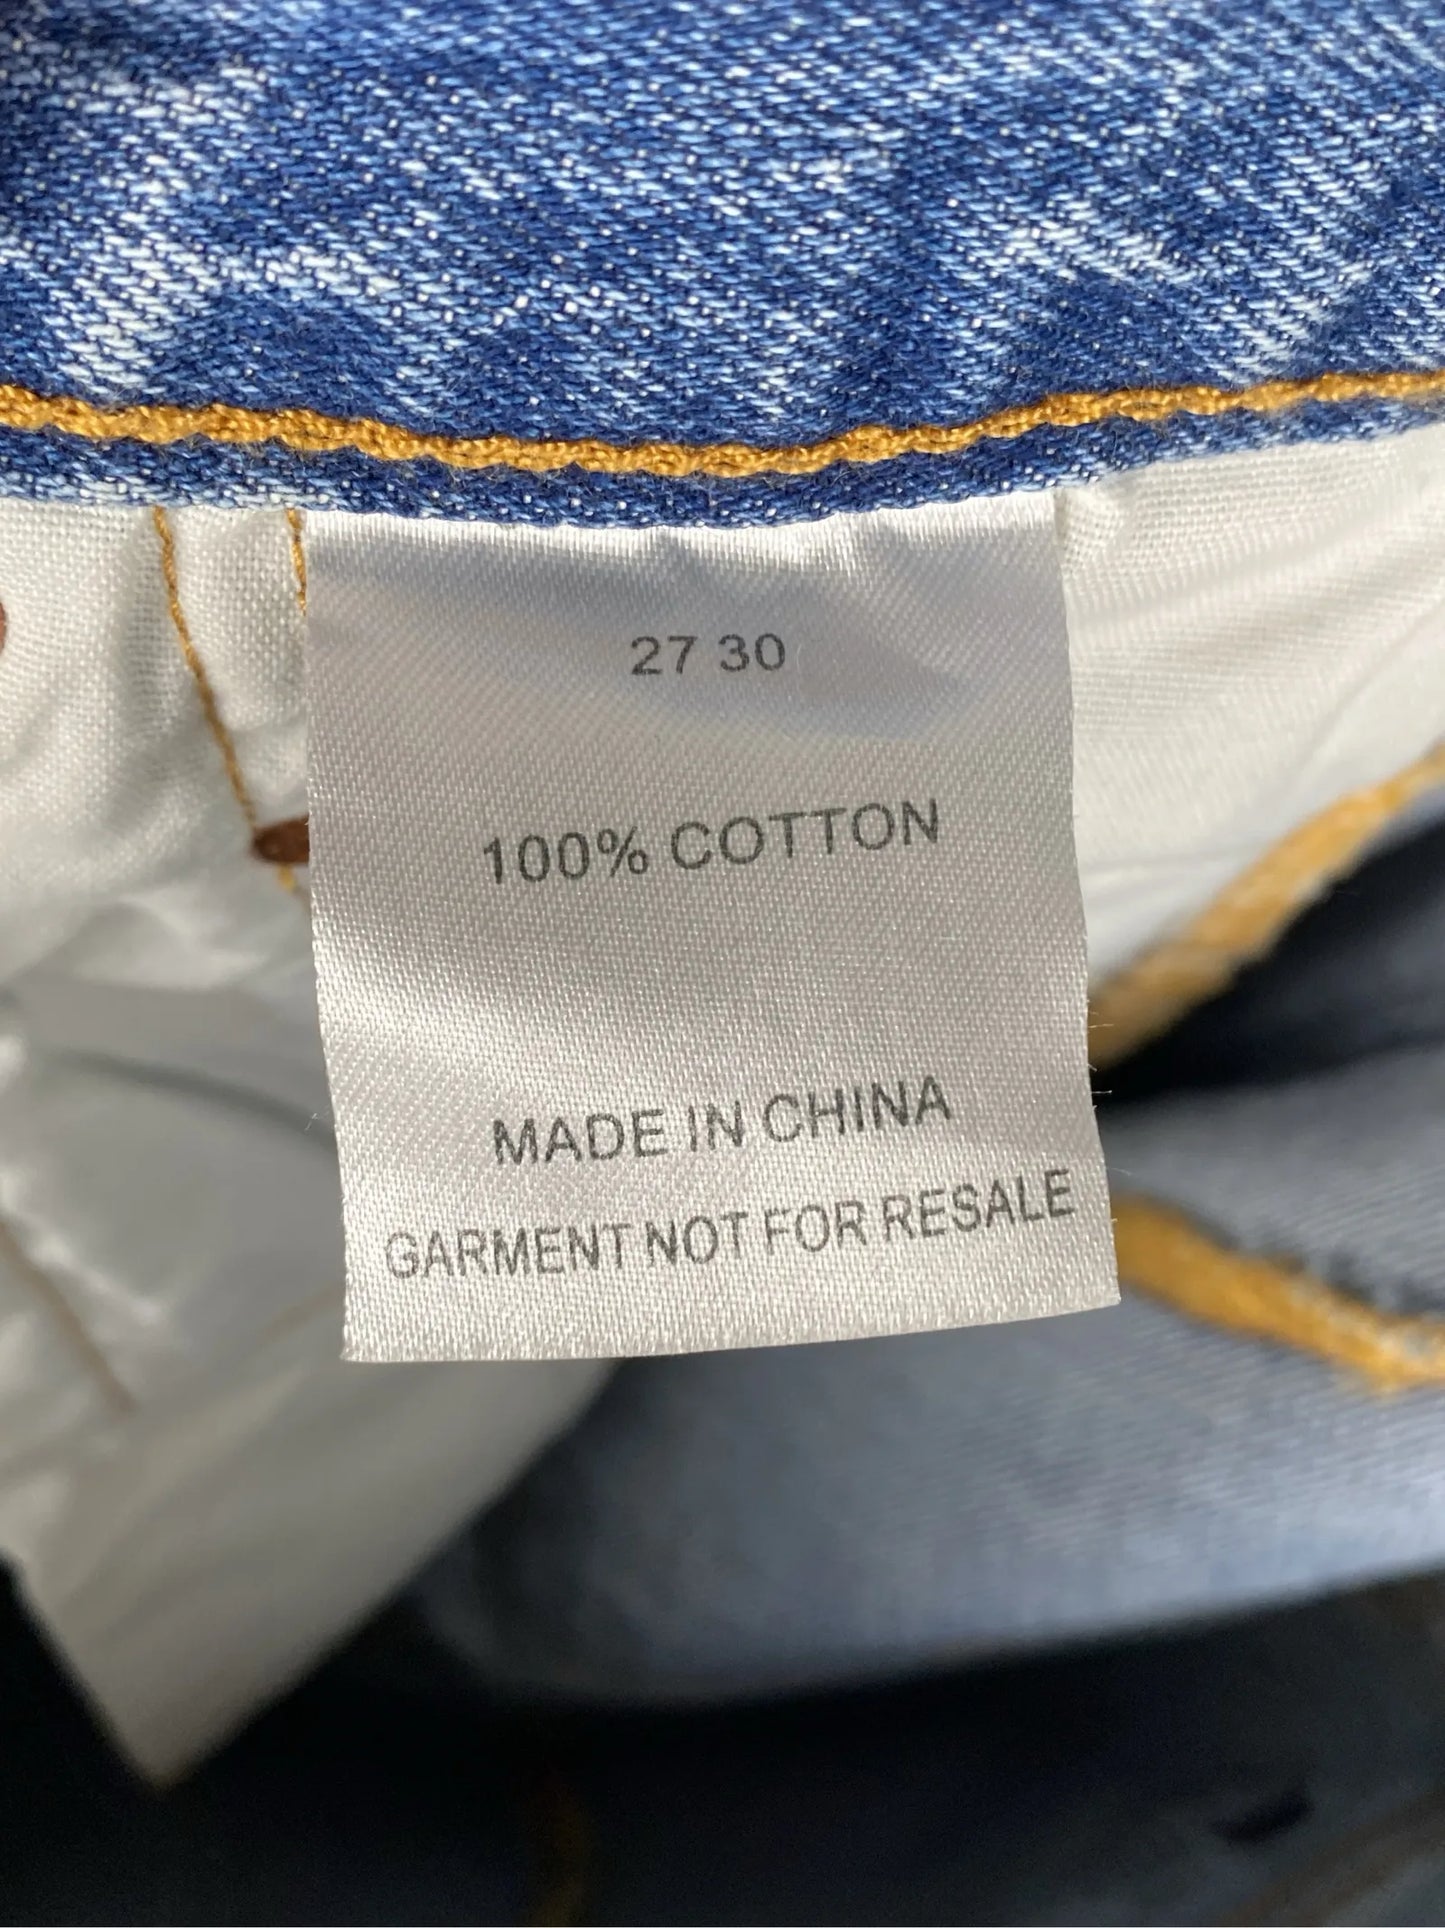 27 30
100% COTTON
MADE IN CHINA
GARMENT NOT FOR RESALE